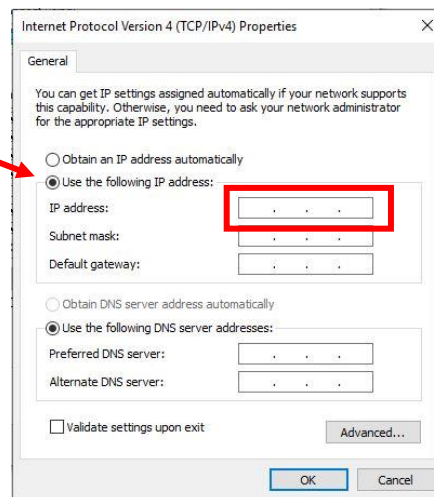 Internet Protocol Version 4 (TCP/IPv4) Properties
General
You can get IP settings assigned automatically if your network supports
this capability. Otherwise, you need to ask your network administrator
for the appropriate IP settings.
Obtain an IP address automatically
Use the following IP address:
IP address:
Subnet mask:
Default gateway:
Obtain DNS server address automatically
Use the following DNS server addresses:
Preferred DNS server:
Alternate DNS server:
Validate settings upon exit
Advanced...
OK
Cancel